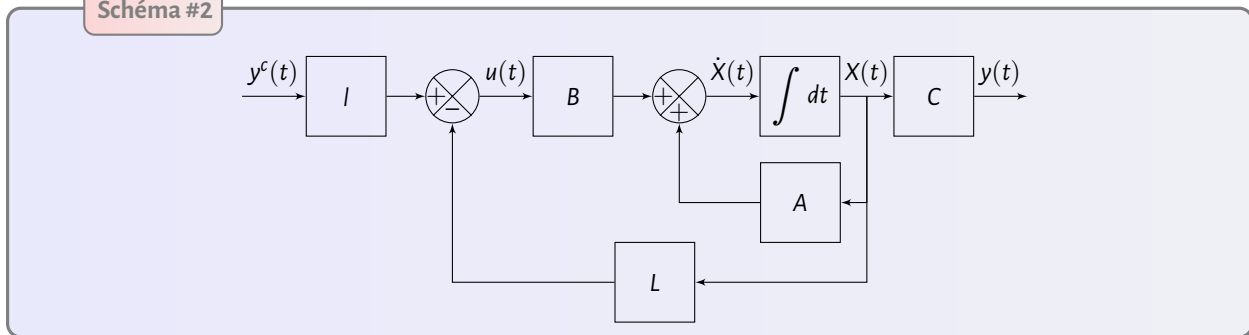 Schéma #2
y^c(t) l + − u(t) B + + Ẋ(t) ∫ dt X(t) C y(t)
A
L